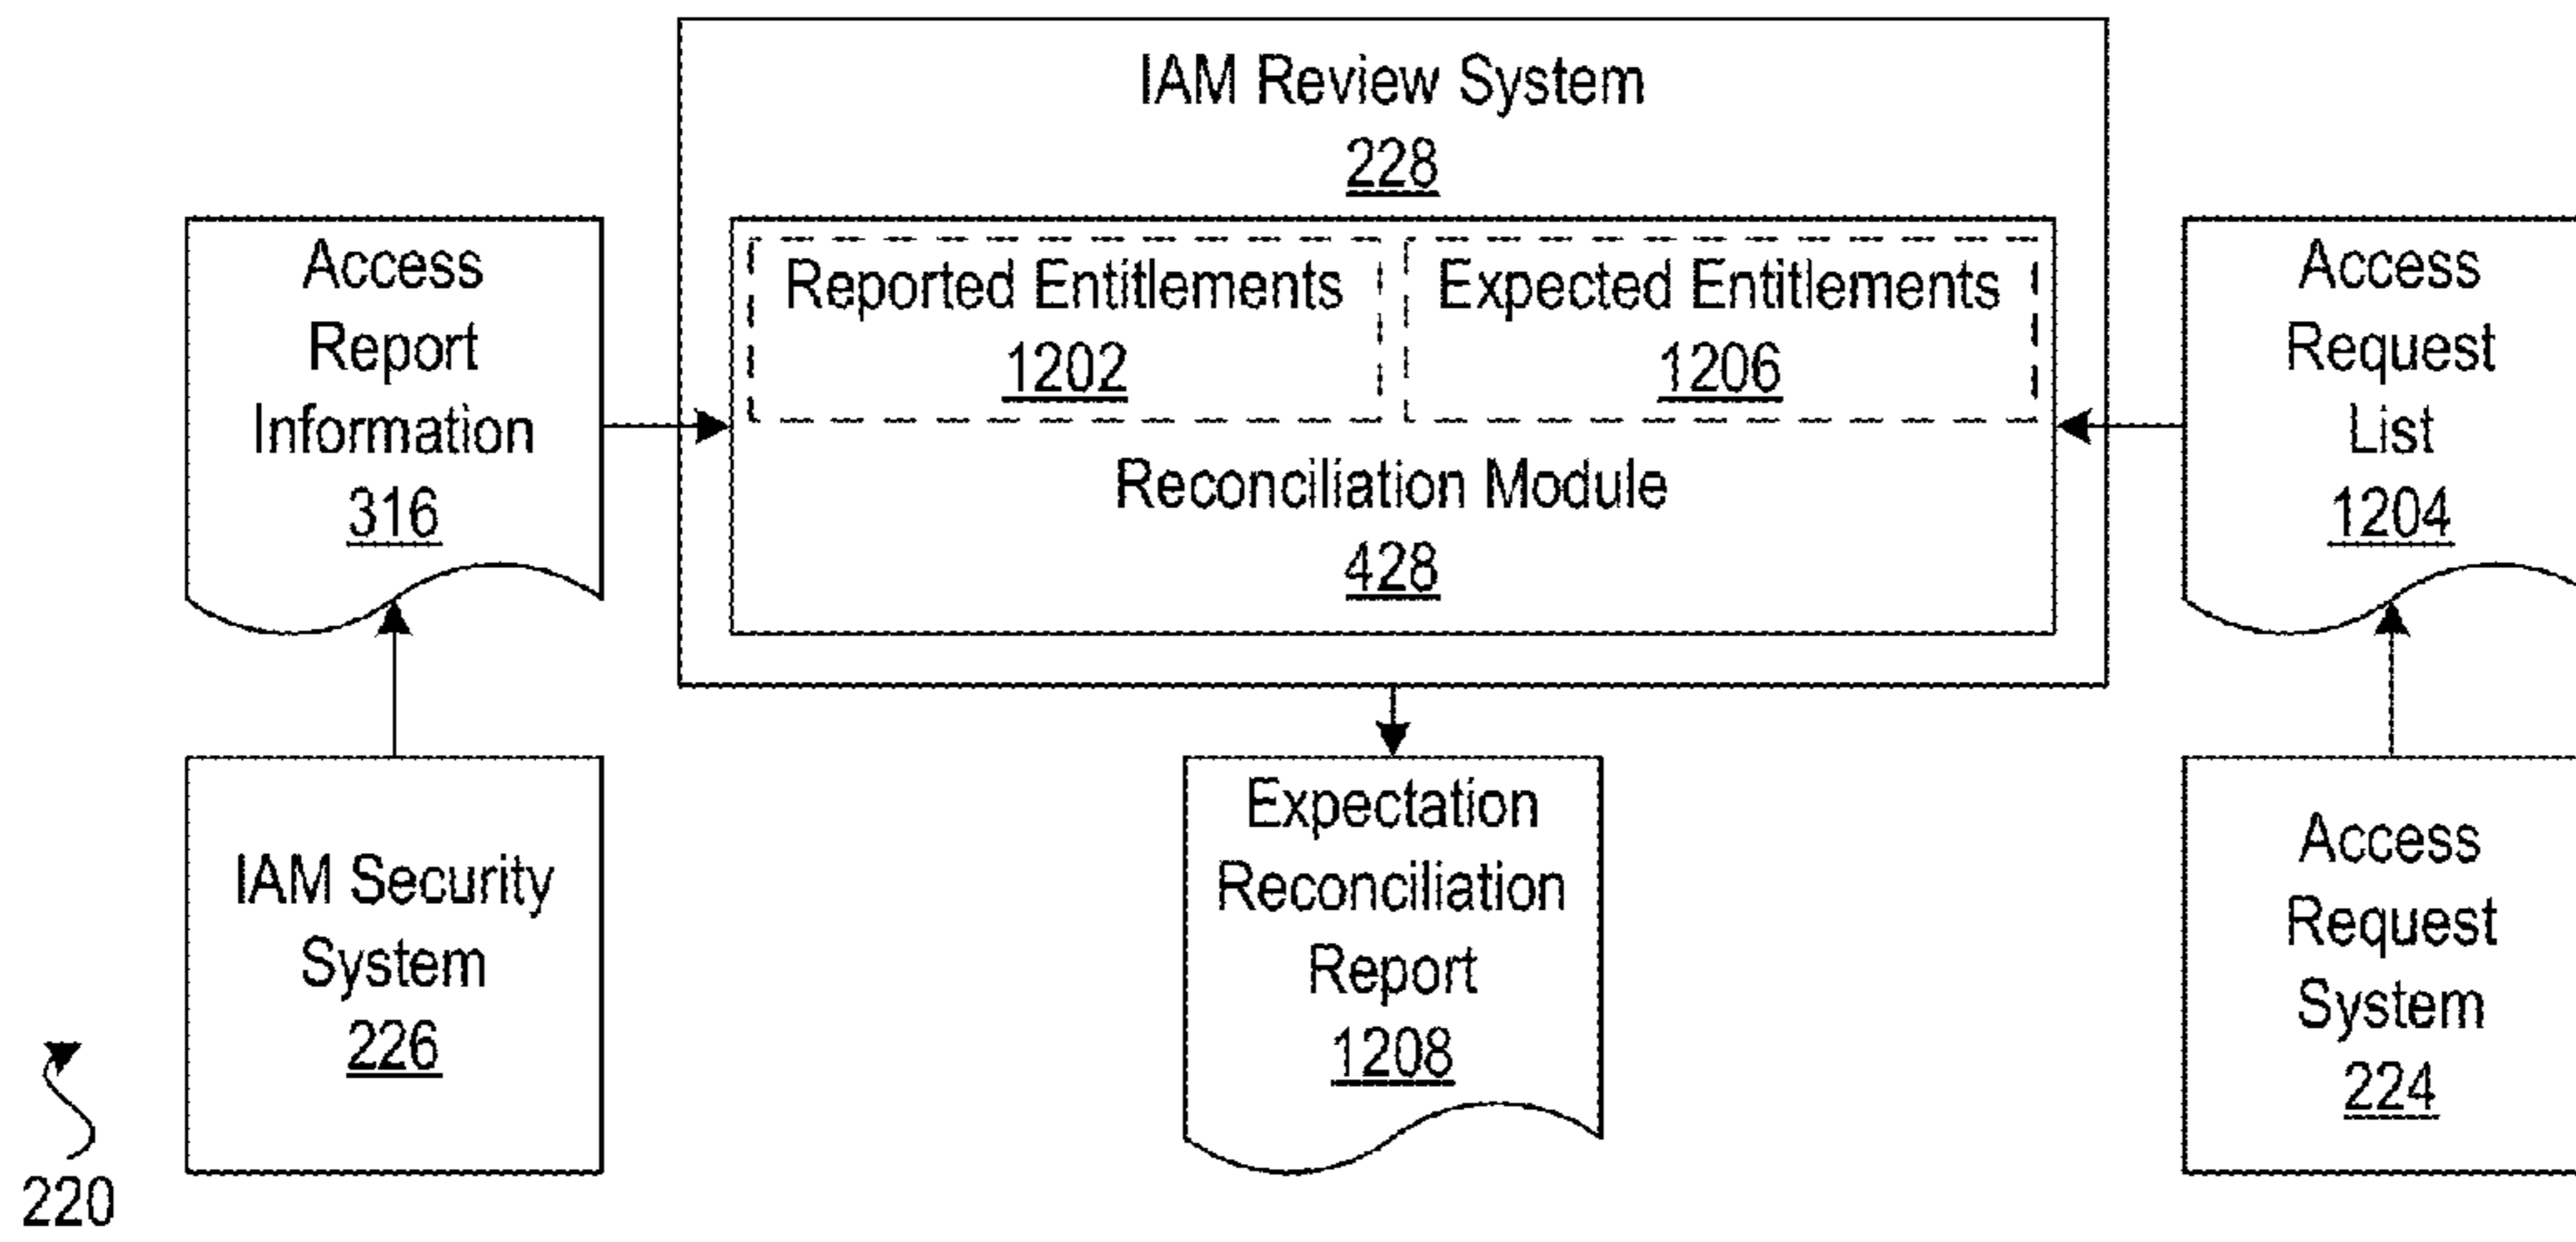 IAM Review System
228
Access
Report
Information
316
Reported Entitlements
1202
Expected Entitlements
1206
Reconciliation Module
428
Access
Request
List
1204
IAM Security
System
226
Expectation
Reconciliation
Report
1208
Access
Request
System
224
220